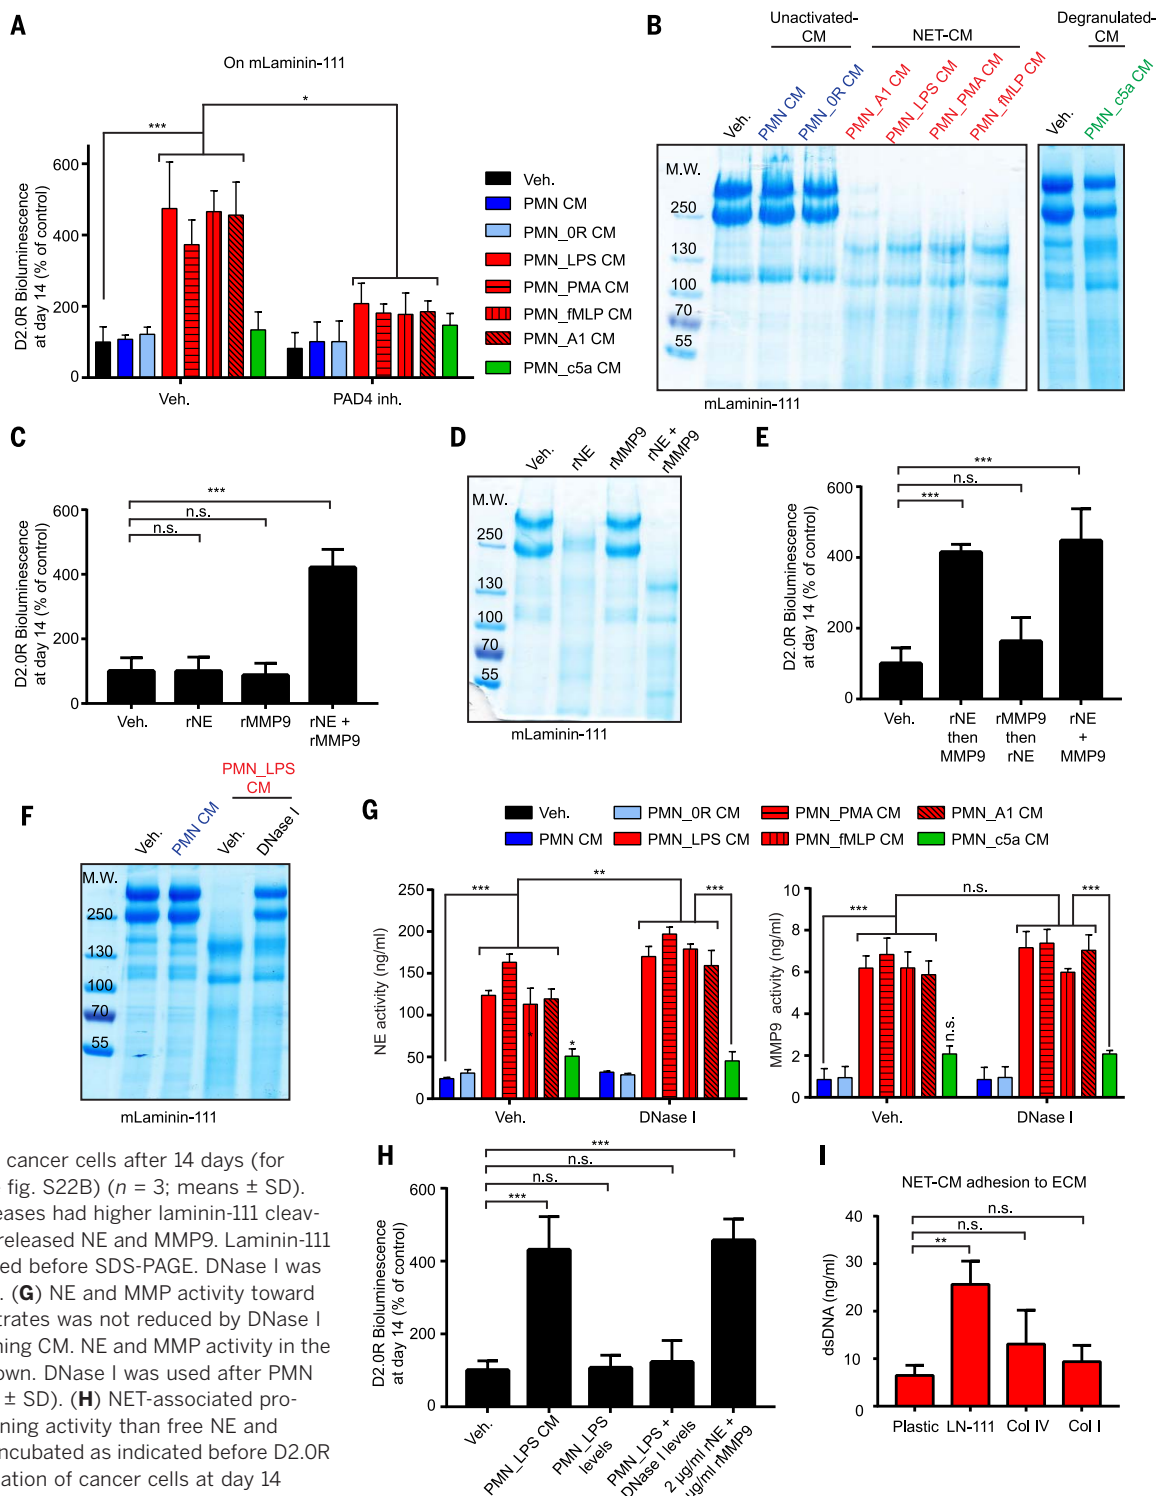 A
On mLaminin-111
***
*
D2.0R Bioluminescence
at day 14 (% of control)
600
400
200
0
Veh.
PAD4 inh.
Veh.
PMN CM
PMN_0R CM
PMN_LPS CM
PMN_PMA CM
PMN_fMLP CM
PMN_A1 CM
PMN_c5a CM
B
Unactivated-
CM
NET-CM
Degranulated-
CM
Veh.
PMN CM
PMN_0R CM
PMN_A1 CM
PMN_LPS CM
PMN_PMA CM
PMN_fMLP CM
Veh.
PMN_c5a CM
M.W.
250
130
100
70
55
mLaminin-111
C
***
n.s.
n.s.
D2.0R Bioluminescence
at day 14 (% of control)
600
400
200
0
Veh.
rNE
rMMP9
rNE +
rMMP9
D
Veh.
rNE
rMMP9
rNE +
rMMP9
M.W.
250
130
100
70
55
mLaminin-111
E
***
n.s.
***
D2.0R Bioluminescence
at day 14 (% of control)
600
400
200
0
Veh.
rNE
then
MMP9
rMMP9
then
rNE
rNE
+
MMP9
F
PMN_LPS
CM
Veh.
PMN CM
Veh.
DNase I
M.W.
250
130
100
70
55
mLaminin-111
G
Veh.
PMN_0R CM
PMN_PMA CM
PMN_A1 CM
PMN CM
PMN_LPS CM
PMN_fMLP CM
PMN_c5a CM
NE activity (ng/ml)
250
200
150
100
50
0
***
**
***
*
*
Veh.
DNase I
MMP9 activity (ng/ml)
10
8
6
4
2
0
***
n.s.
***
n.s.
Veh.
DNase I
cancer cells after 14 days (for
fig. S22B) (n = 3; means ± SD).
eases had higher laminin-111 cleav-
released NE and MMP9. Laminin-111
ed before SDS-PAGE. DNase I was
. (G) NE and MMP activity toward
trates was not reduced by DNase I
ning CM. NE and MMP activity in the
own. DNase I was used after PMN
± SD). (H) NET-associated pro-
ning activity than free NE and
incubated as indicated before D2.0R
ation of cancer cells at day 14
H
***
n.s.
n.s.
***
D2.0R Bioluminescence
at day 14 (% of control)
600
400
200
0
Veh.
PMN_LPS CM
PMN_LPS
levels
PMN_LPS +
DNase I levels
2 µg/ml rNE +
µg/ml rMMP9
I
NET-CM adhesion to ECM
n.s.
n.s.
**
dsDNA (ng/ml)
40
30
20
10
0
Plastic
LN-111
Col IV
Col I